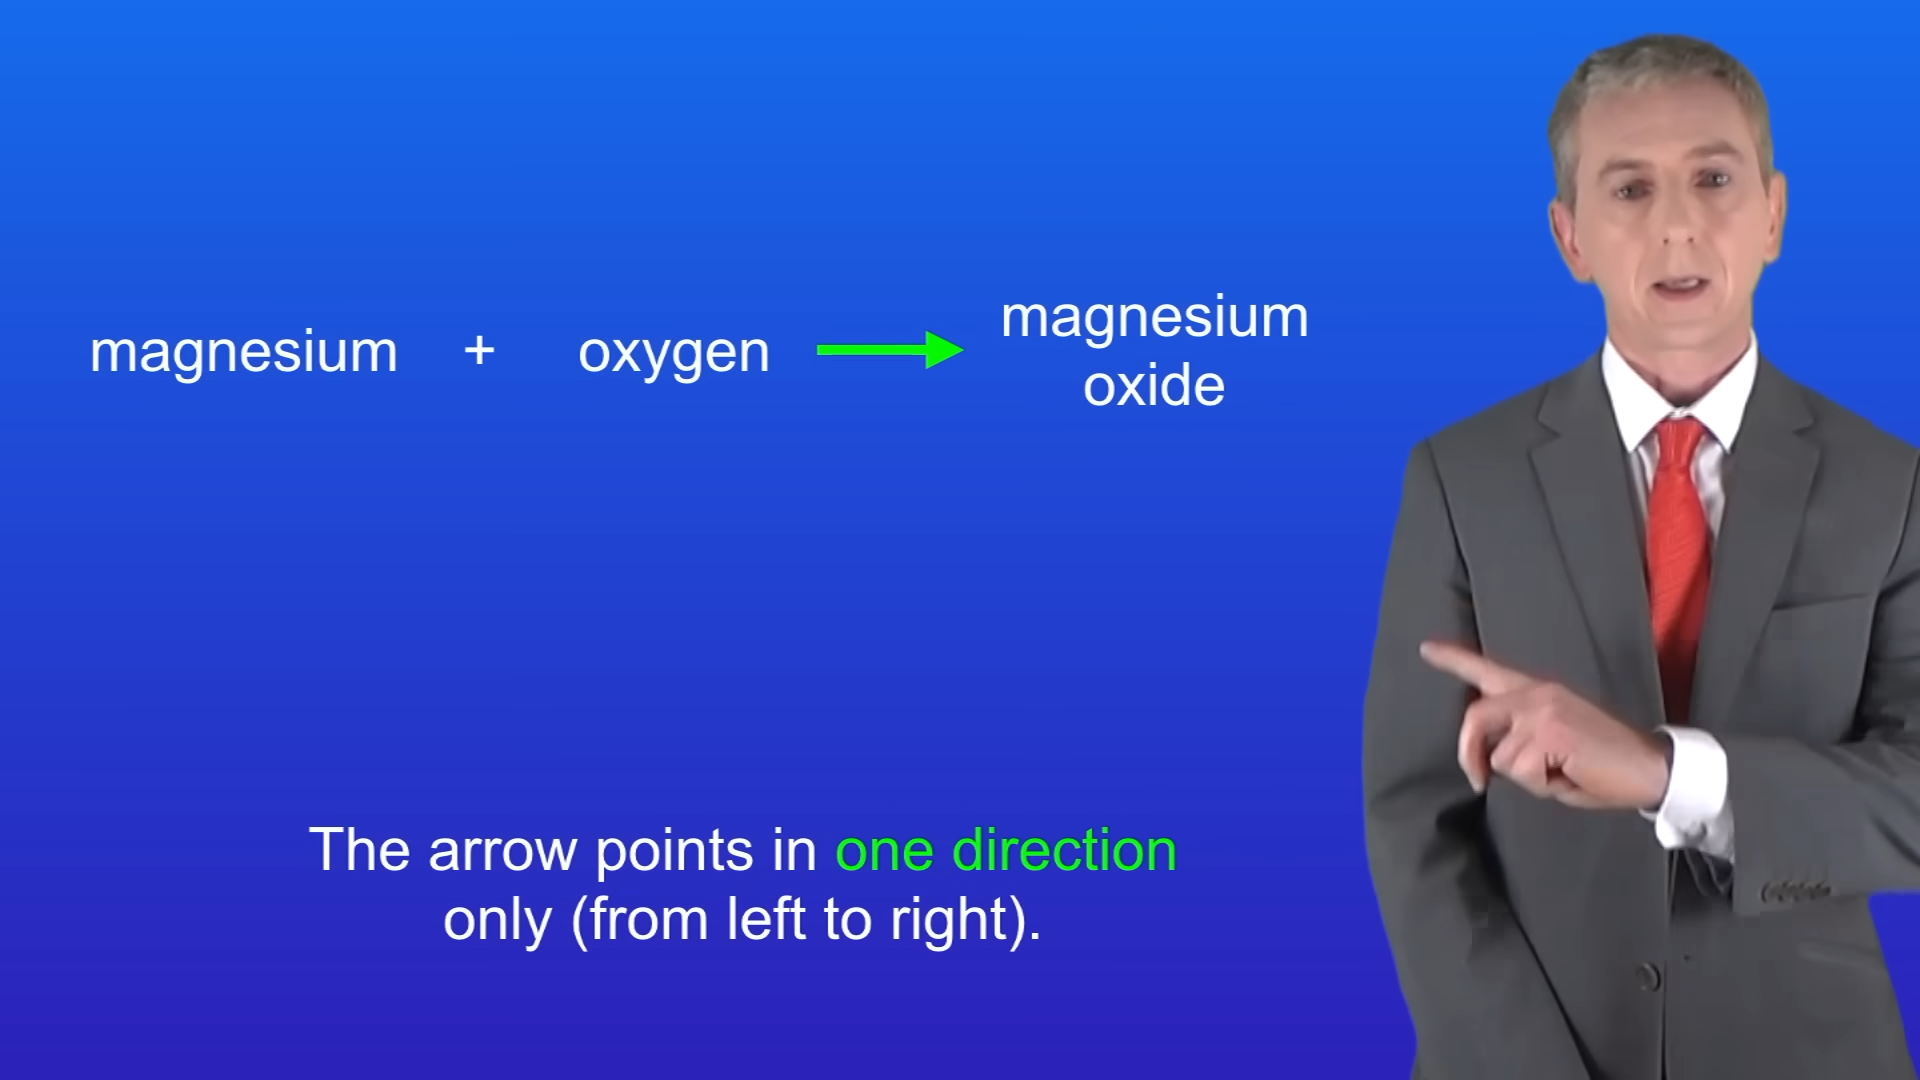 magnesium + oxygen → magnesium
oxide
The arrow points in one direction
only (from left to right).